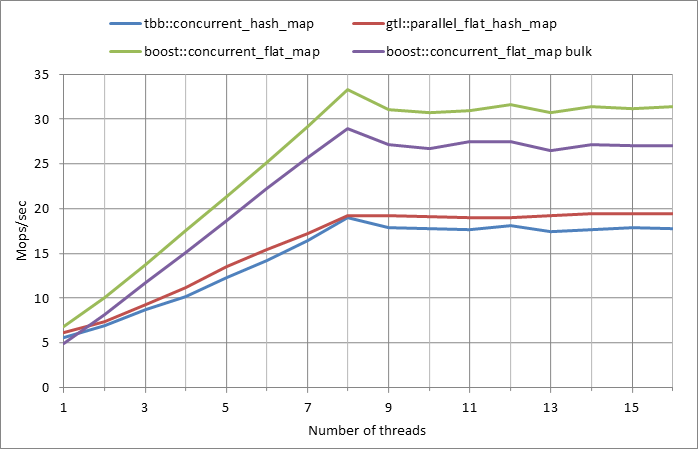 tbb::concurrent_hash_map gtl::parallel_flat_hash_map
boost::concurrent_flat_map boost::concurrent_flat_map bulk
35
30
25
20
15
10
5
0
Mops/sec
1 3 5 7 9 11 13 15
Number of threads